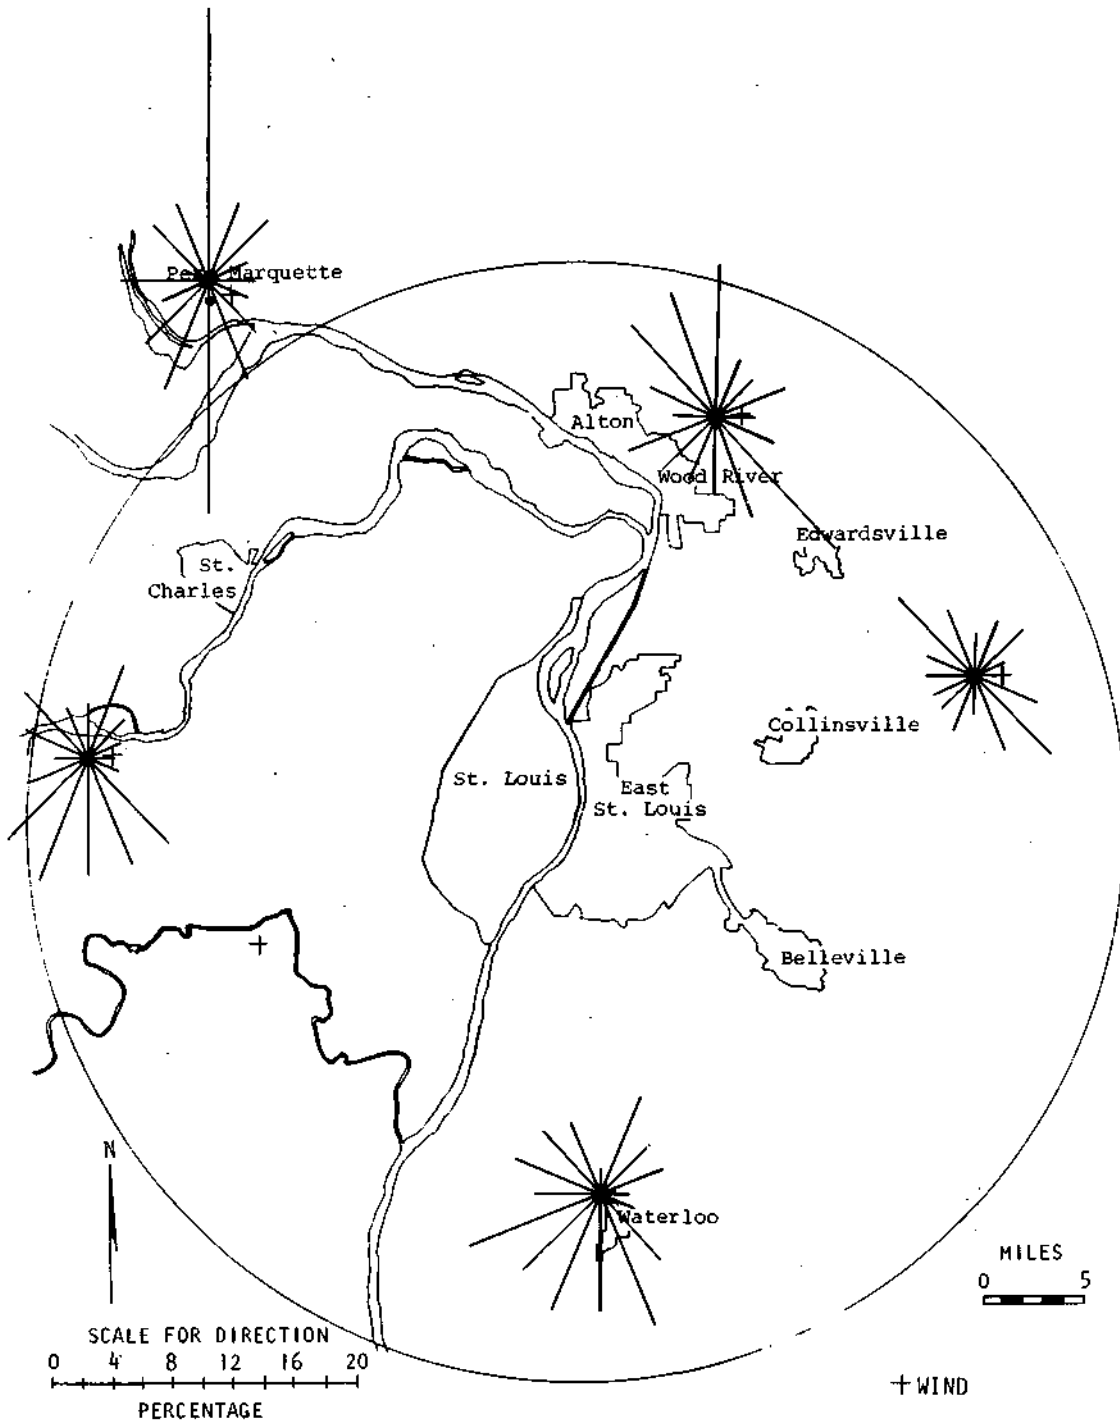 Pere Marquette
Alton
Wood River
Edwardsville
St.
Charles
Collinsville
St. Louis
East
St. Louis
Belleville
Waterloo
N
MILES
0 5
SCALE FOR DIRECTION
0 4 8 12 16 20
PERCENTAGE
+ WIND